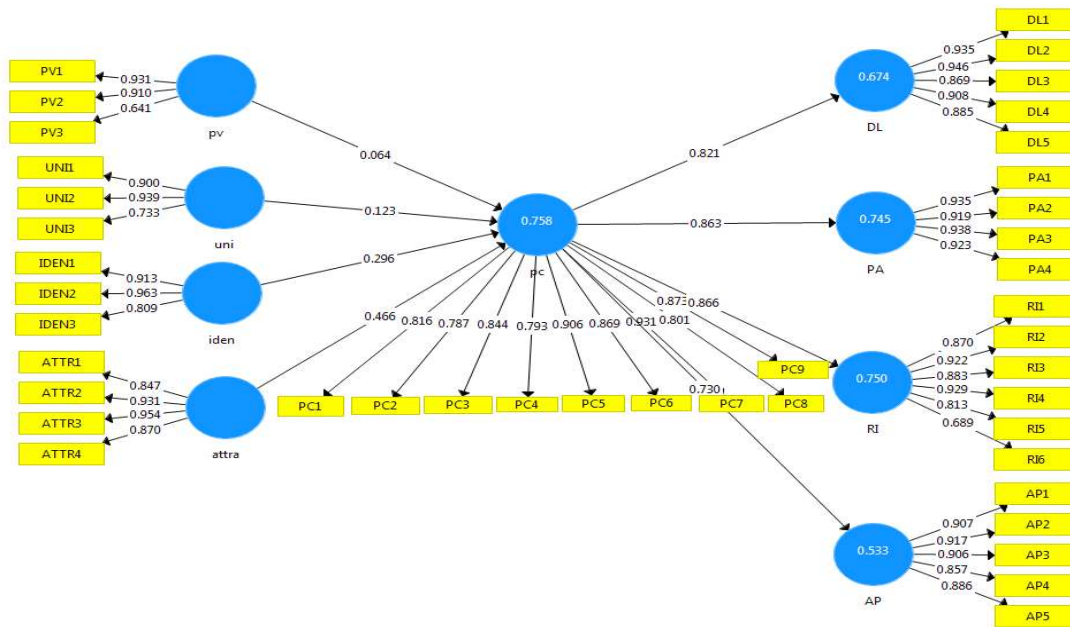 PV1
PV2
PV3
0.931
0.910
0.641
pv
UNI1
UNI2
UNI3
0.900
0.939
0.733
uni
IDEN1
IDEN2
IDEN3
0.913
0.963
0.809
iden
ATTR1
ATTR2
ATTR3
ATTR4
0.847
0.931
0.954
0.870
attra
0.064
0.123
0.296
0.466
0.758
pc
0.816
0.787
0.844
0.793
0.906
0.869
0.931
0.801
0.873
PC1
PC2
PC3
PC4
PC5
PC6
PC7
PC8
PC9
0.821
0.863
0.866
0.730
0.674
DL
0.935
0.946
0.869
0.908
0.885
DL1
DL2
DL3
DL4
DL5
0.745
PA
0.935
0.919
0.938
0.923
PA1
PA2
PA3
PA4
0.750
RI
0.870
0.922
0.883
0.929
0.813
0.689
RI1
RI2
RI3
RI4
RI5
RI6
0.533
AP
0.907
0.917
0.906
0.857
0.886
AP1
AP2
AP3
AP4
AP5